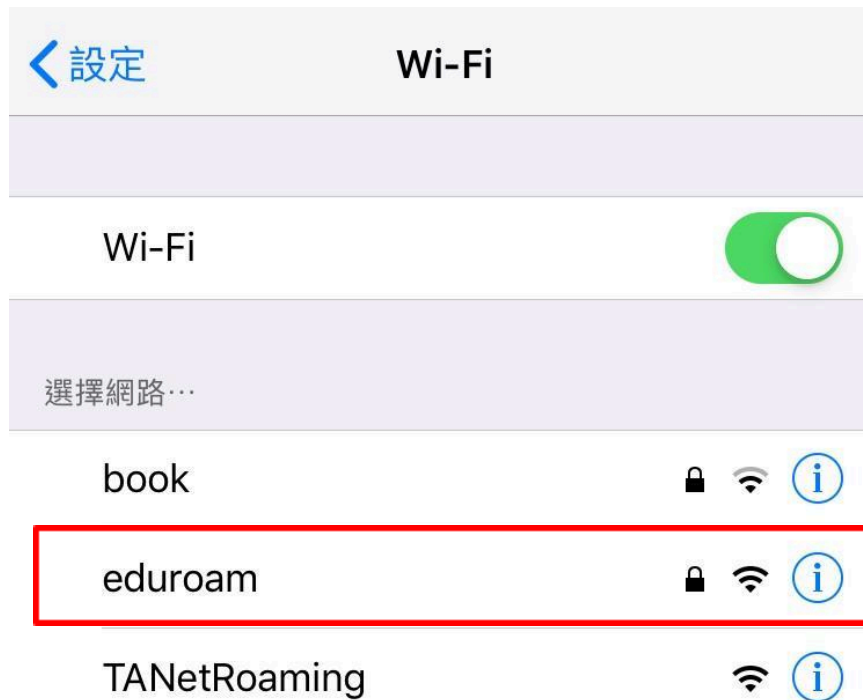 設定 Wi-Fi
Wi-Fi
選擇網路…
book
eduroam
TANetRoaming